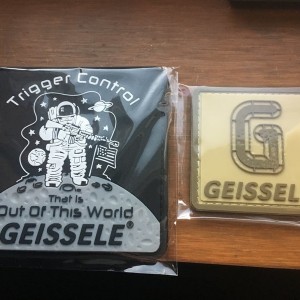 Trigger Control
That is
Out Of This World
GEISSELE®
G
GEISSELE